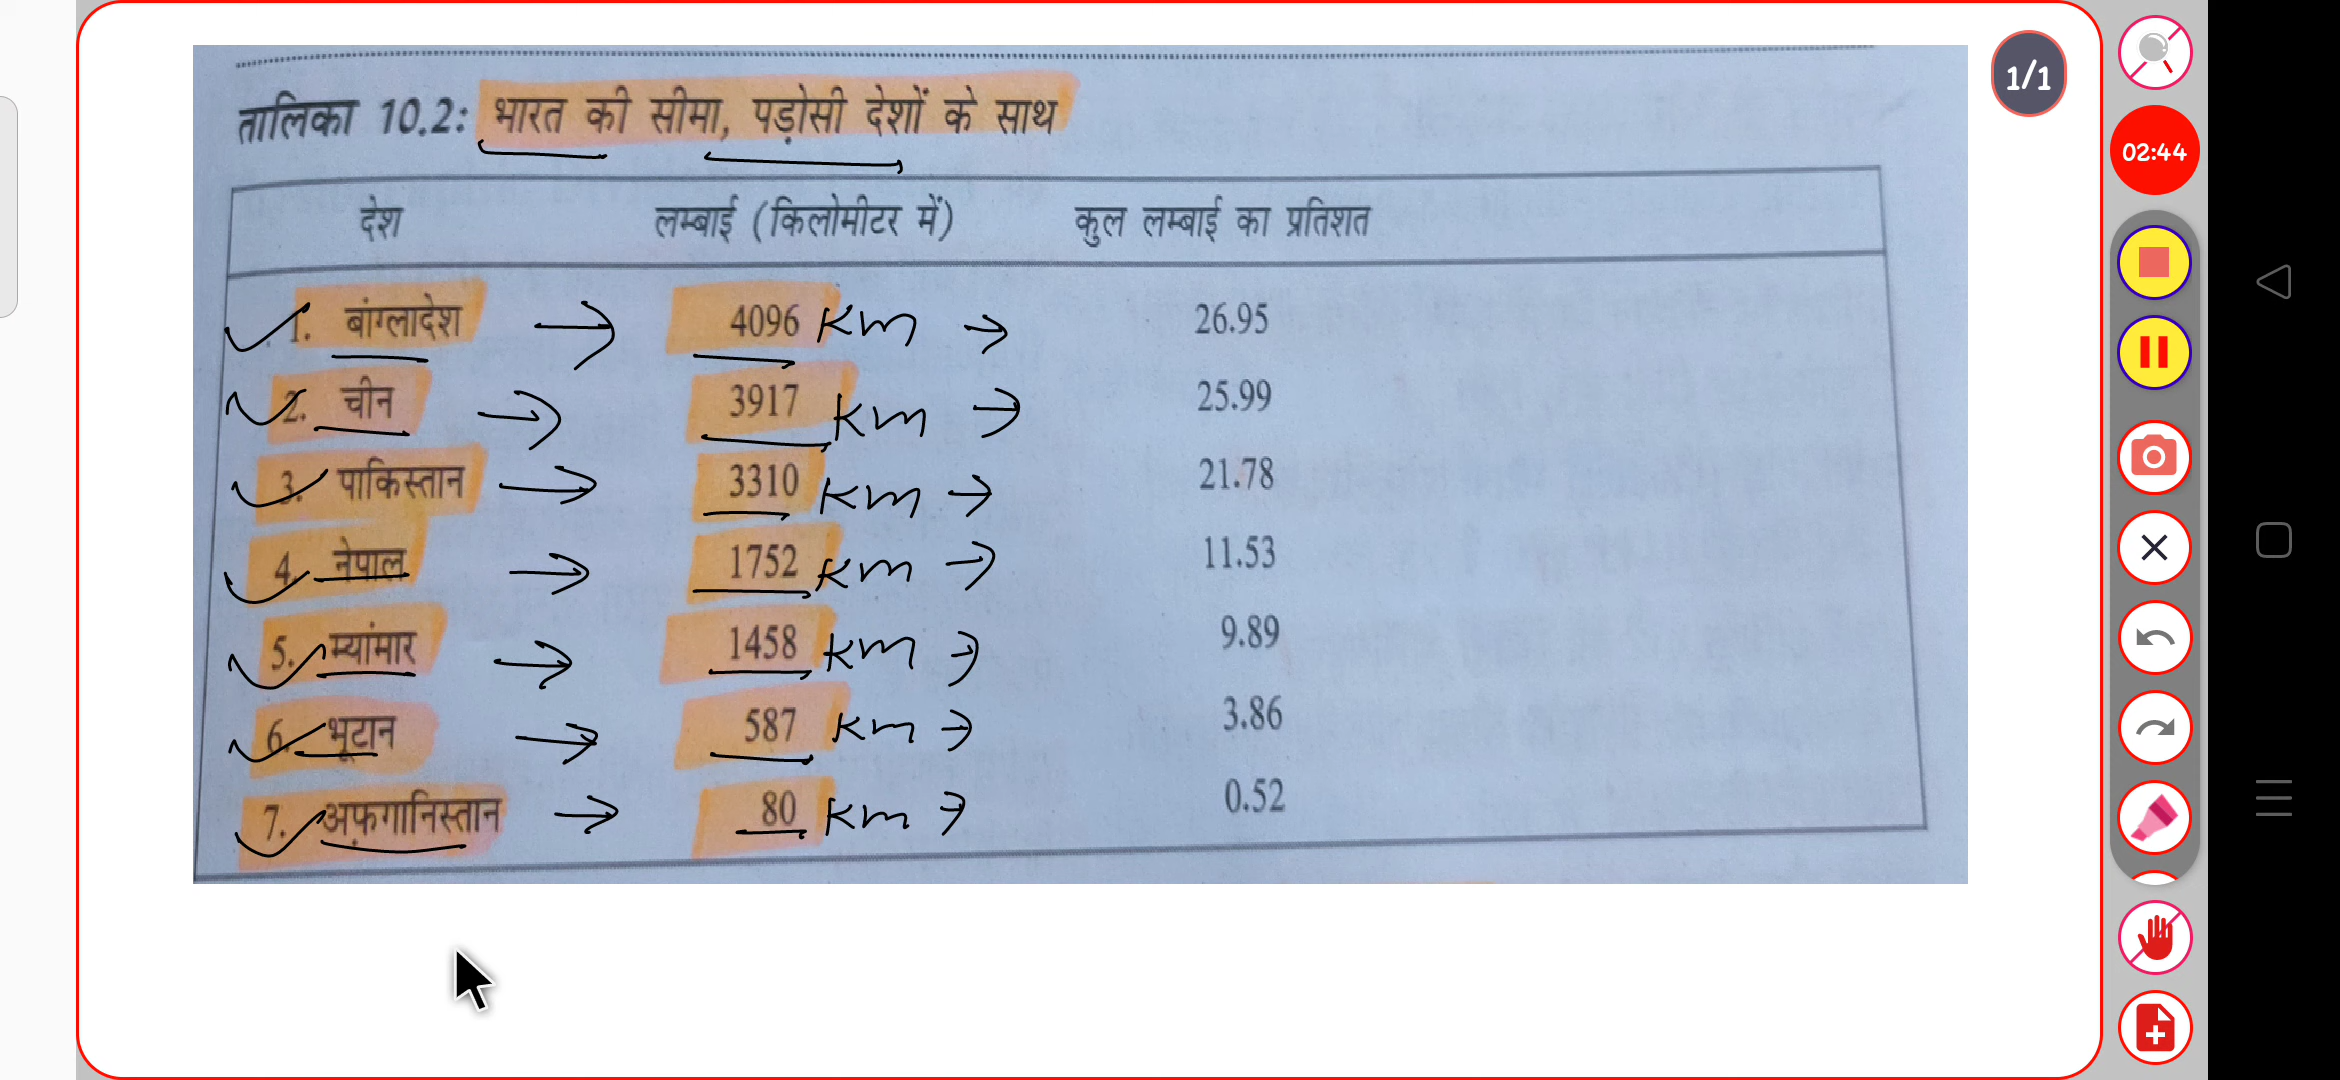 1/1
02:44
तालिका 10.2: भारत की सीमा, पड़ोसी देशों के साथ
देश लम्बाई (किलोमीटर में) कुल लम्बाई का प्रतिशत
1. बांग्लादेश → 4096 Km → 26.95
2. चीन → 3917 Km → 25.99
3. पाकिस्तान → 3310 Km → 21.78
4. नेपाल → 1752 Km → 11.53
5. म्यांमार → 1458 Km → 9.89
6. भूटान → 587 Km → 3.86
7. अफ़गानिस्तान → 80 Km → 0.52